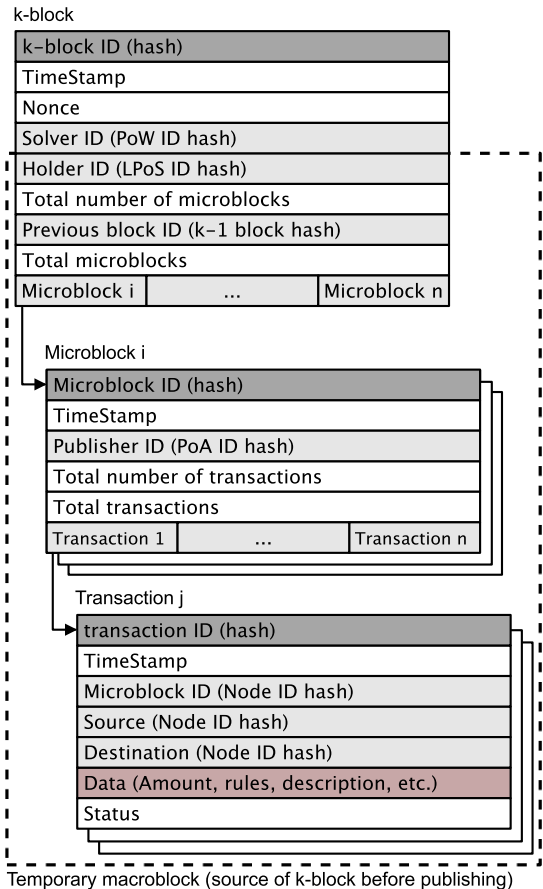 k-block
k-block ID (hash)
TimeStamp
Nonce
Solver ID (PoW ID hash)
Holder ID (LPoS ID hash)
Total number of microblocks
Previous block ID (k-1 block hash)
Total microblocks
Microblock i ... Microblock n
Microblock i
Microblock ID (hash)
TimeStamp
Publisher ID (PoA ID hash)
Total number of transactions
Total transactions
Transaction 1 ... Transaction n
Transaction j
transaction ID (hash)
TimeStamp
Microblock ID (Node ID hash)
Source (Node ID hash)
Destination (Node ID hash)
Data (Amount, rules, description, etc.)
Status
Temporary macroblock (source of k-block before publishing)